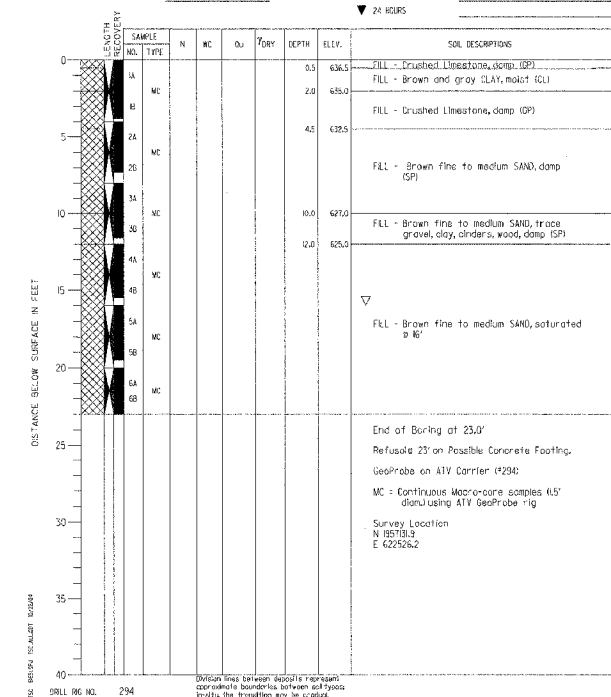 ▼ 24 HOURS
LENGTH
RECOVERY
SAMPLE
NO. TYPE N WC Qu DEPTH ELEV. SOIL DESCRIPTIONS
0
0.5 636.5 FILL - Crushed Limestone, damp (GP)
1A
FILL - Brown and gray CLAY, moist (CL)
MC 2.0 635.0
1B FILL - Crushed Limestone, damp (GP)
4.5 632.5
5 2A
MC
FILL - Brown fine to medium SAND, damp
(SP)
2B
3A
10 MC 10.0 627.0
FILL - Brown fine to medium SAND, trace
gravel, clay, cinders, wood, damp (SP)
3B
12.0 625.0
4A
MC
15 4B
5A
FILL - Brown fine to medium SAND, saturated
@ 16'
MC
5B
20
6A
MC
6B
End of Boring at 23.0'
25 Refusal@ 23' on Possible Concrete Footing.
GeoProbe on ATV Carrier (#294)
MC = Continuous Macro-core samples (1.5"
diam.) using ATV GeoProbe rig
30 Survey Location
N 1957131.9
E 622526.2
35
40
DISTANCE BELOW SURFACE IN FEET
DRILL RIG NO. 294
Division lines between deposits represent
approximate boundaries between soil types;
in-situ, the transition may be gradual.